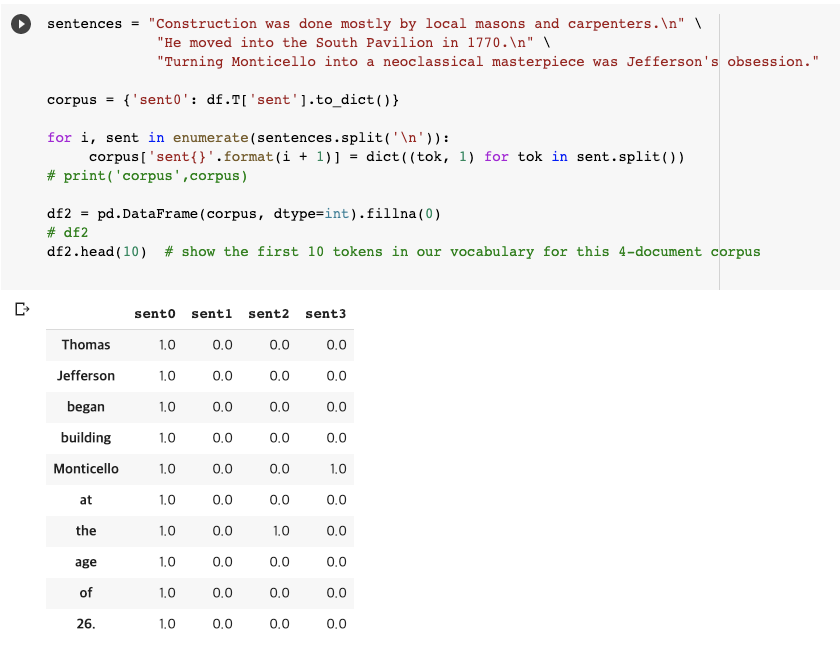 sentences = "Construction was done mostly by local masons and carpenters.\n" \
             "He moved into the South Pavilion in 1770.\n" \
             "Turning Monticello into a neoclassical masterpiece was Jefferson's obsession."

corpus = {'sent0': df.T['sent'].to_dict()}

for i, sent in enumerate(sentences.split('\n')):
     corpus['sent{}'.format(i + 1)] = dict((tok, 1) for tok in sent.split())
# print('corpus',corpus)

df2 = pd.DataFrame(corpus, dtype=int).fillna(0)
# df2
df2.head(10)  # show the first 10 tokens in our vocabulary for this 4-document corpus

sent0 sent1 sent2 sent3
Thomas 1.0 0.0 0.0 0.0
Jefferson 1.0 0.0 0.0 0.0
began 1.0 0.0 0.0 0.0
building 1.0 0.0 0.0 0.0
Monticello 1.0 0.0 0.0 1.0
at 1.0 0.0 0.0 0.0
the 1.0 0.0 1.0 0.0
age 1.0 0.0 0.0 0.0
of 1.0 0.0 0.0 0.0
26. 1.0 0.0 0.0 0.0